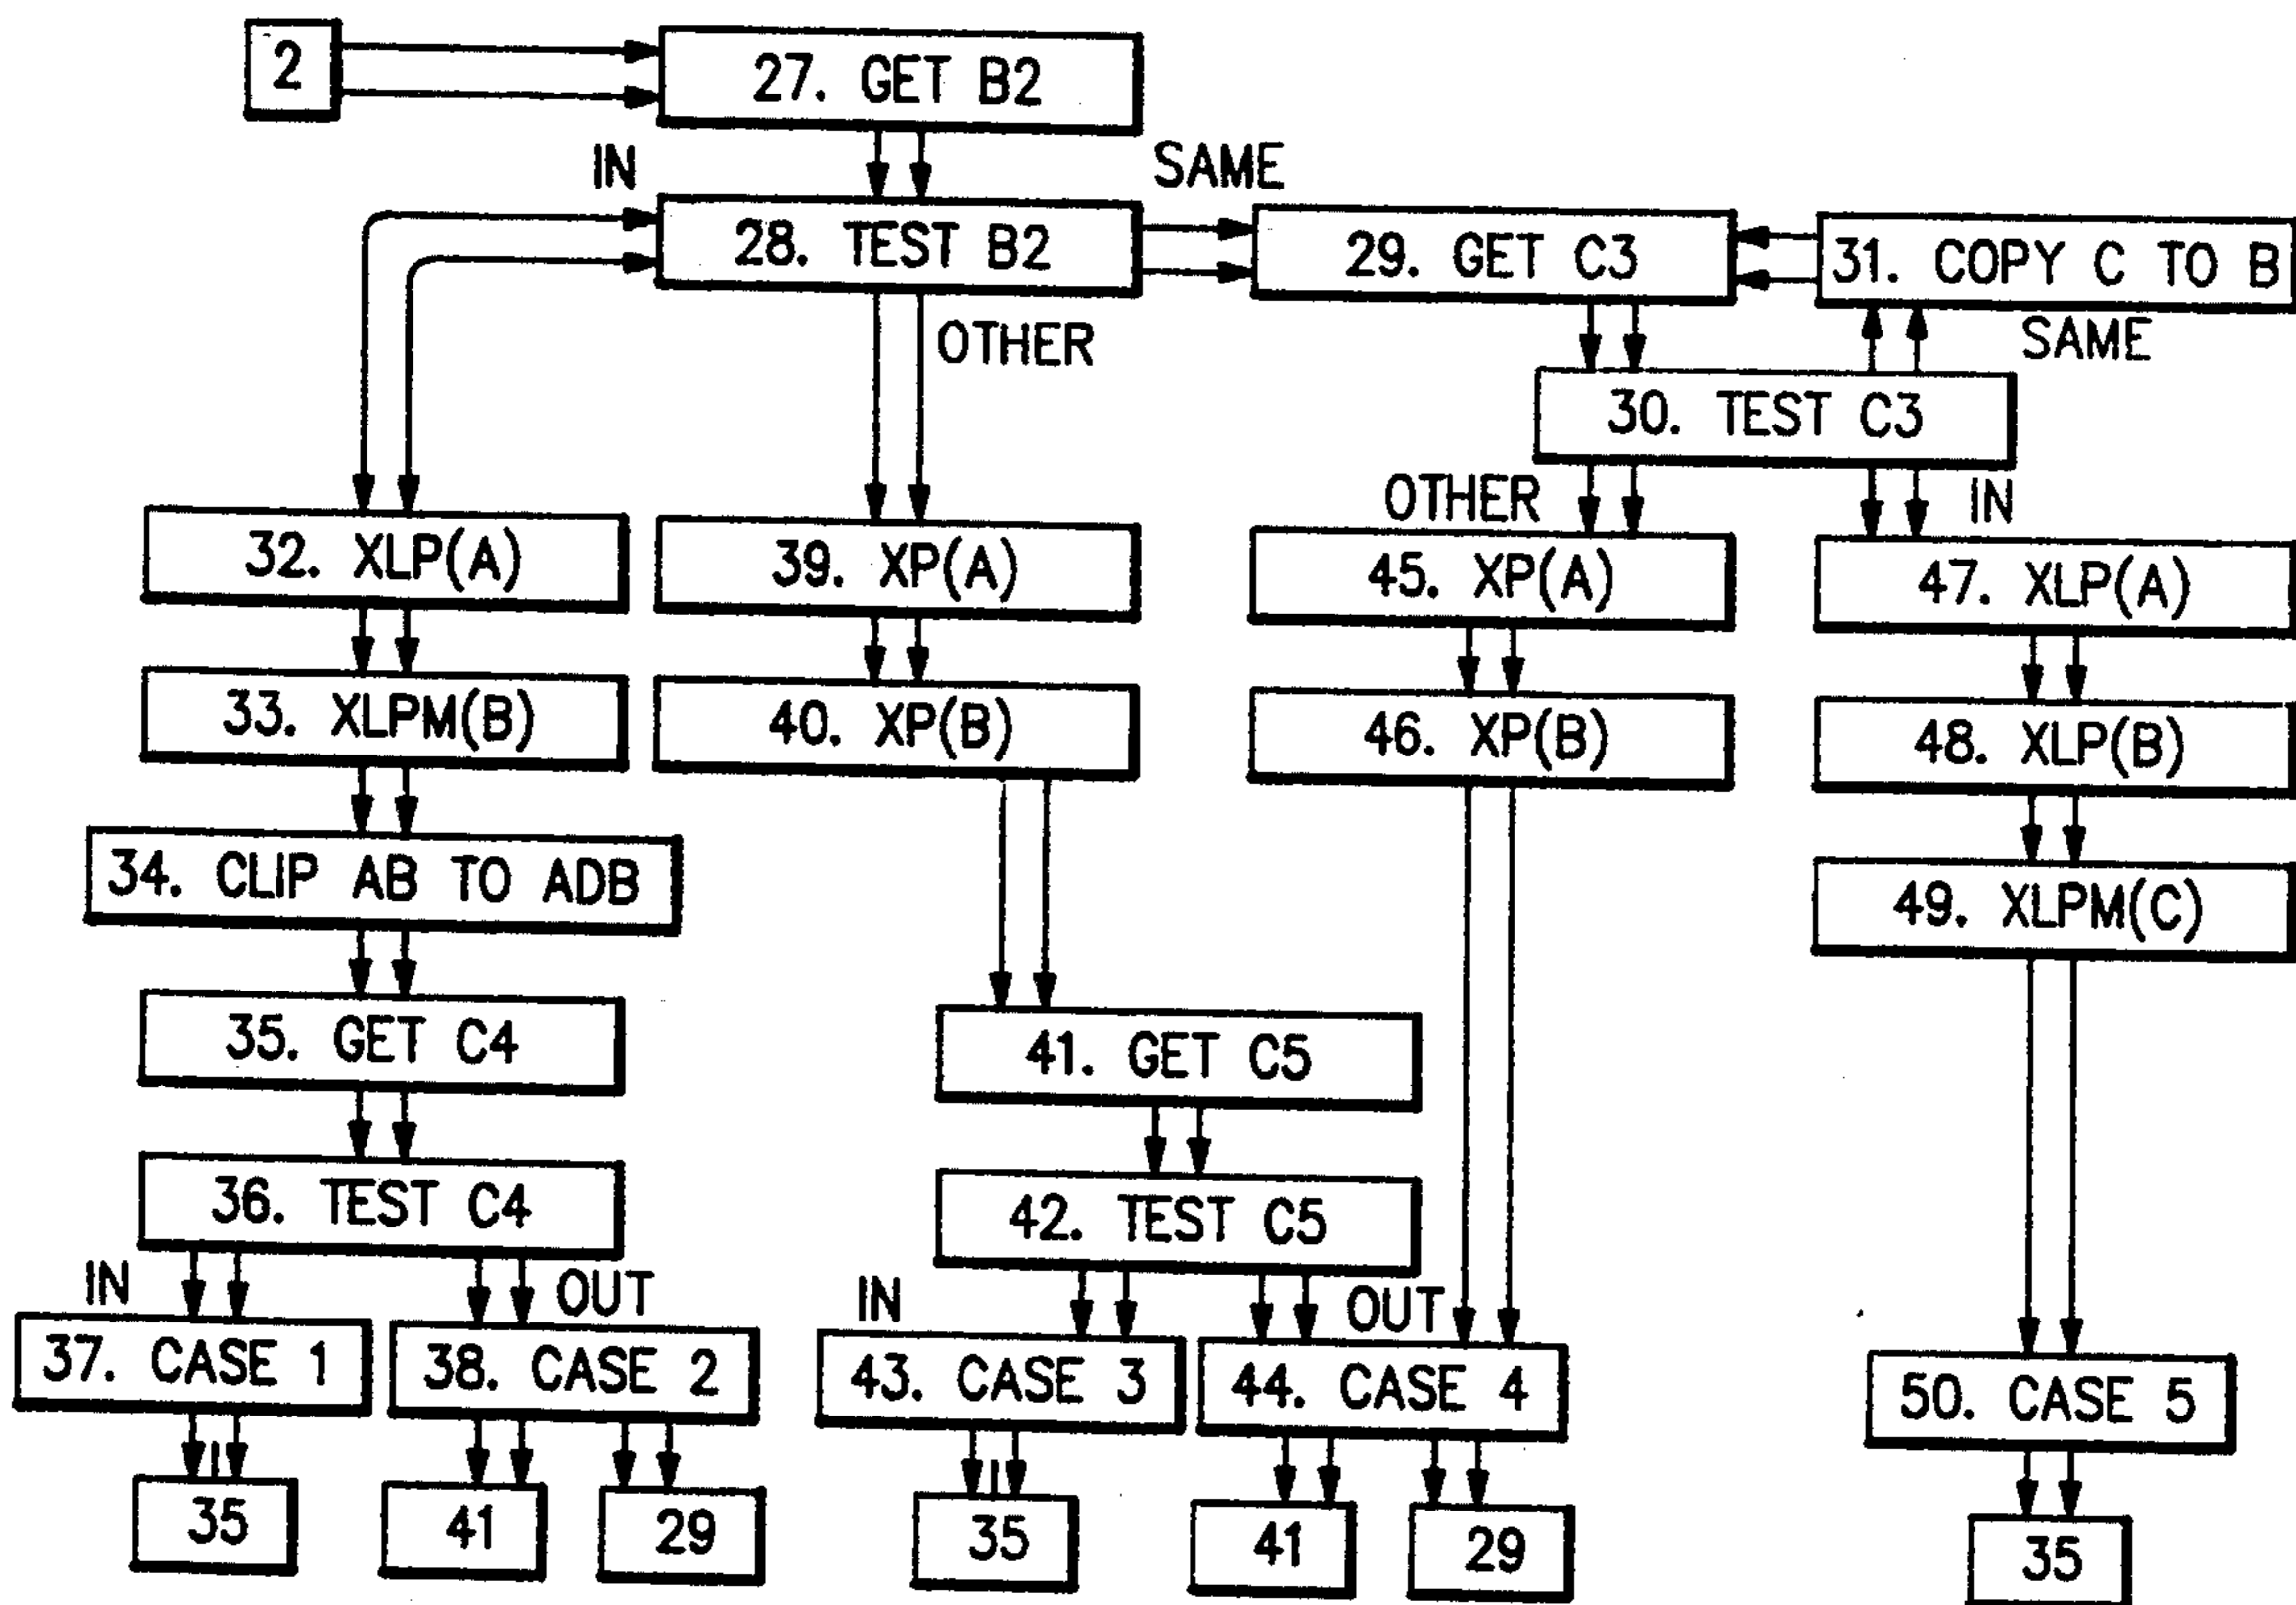 2
27. GET B2
IN
SAME
28. TEST B2
29. GET C3
31. COPY C TO B
OTHER
SAME
30. TEST C3
OTHER
IN
32. XLP(A)
39. XP(A)
45. XP(A)
47. XLP(A)
33. XLPM(B)
40. XP(B)
46. XP(B)
48. XLP(B)
34. CLIP AB TO ADB
49. XLPM(C)
35. GET C4
41. GET C5
36. TEST C4
42. TEST C5
IN
OUT
IN
OUT
37. CASE 1
38. CASE 2
43. CASE 3
44. CASE 4
50. CASE 5
35
41
29
35
41
29
35